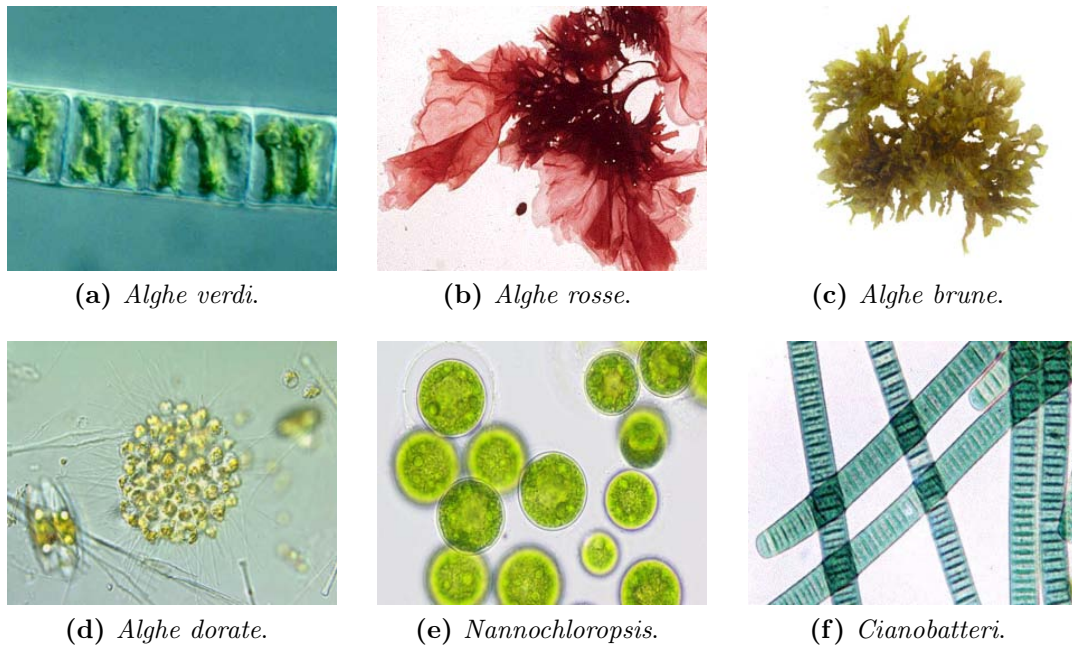 (a) Alghe verdi.
(b) Alghe rosse.
(c) Alghe brune.
(d) Alghe dorate.
(e) Nannochloropsis.
(f) Cianobatteri.